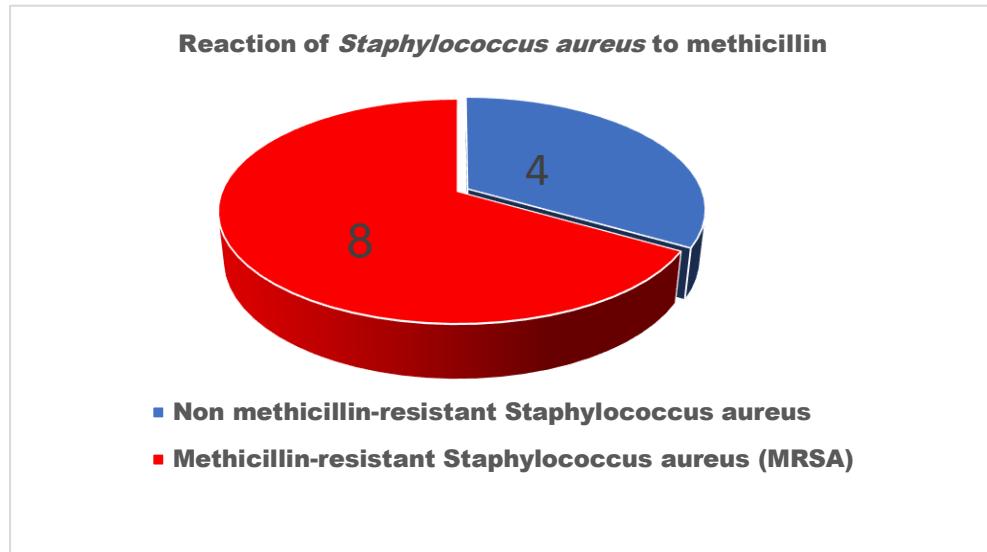 Reaction of Staphylococcus aureus to methicillin
4
8
Non methicillin-resistant Staphylococcus aureus
Methicillin-resistant Staphylococcus aureus (MRSA)